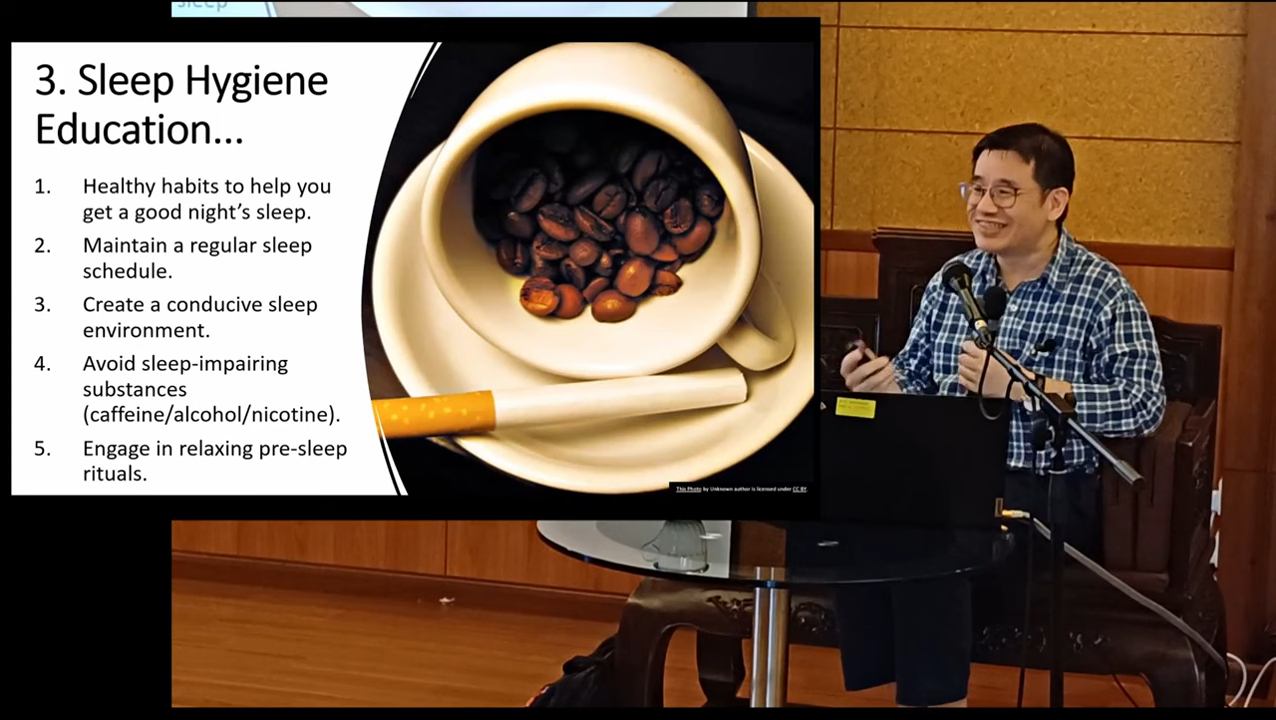 sleep
3. Sleep Hygiene
Education...
1. Healthy habits to help you
get a good night's sleep.
2. Maintain a regular sleep
schedule.
3. Create a conducive sleep
environment.
4. Avoid sleep-impairing
substances
(caffeine/alcohol/nicotine).
5. Engage in relaxing pre-sleep
rituals.
This Photo by Unknown author is licensed under CC BY.